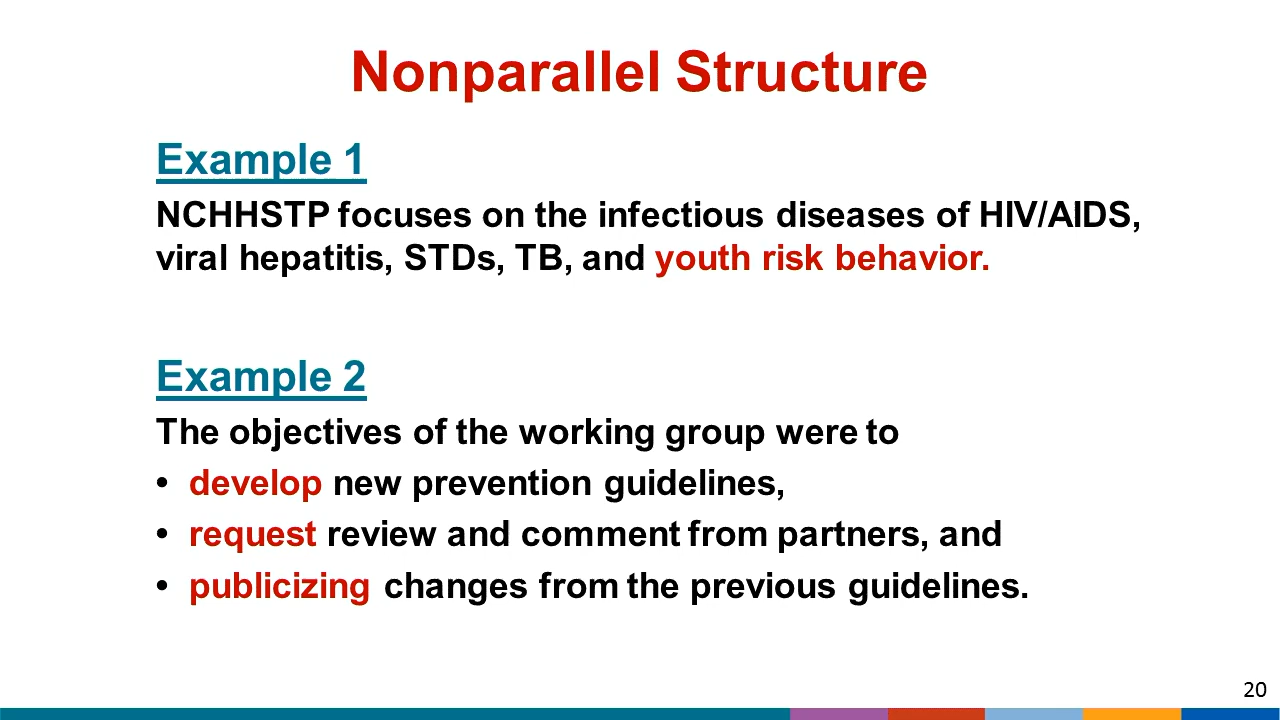 Nonparallel Structure
Example 1
NCHHSTP focuses on the infectious diseases of HIV/AIDS,
viral hepatitis, STDs, TB, and youth risk behavior.
Example 2
The objectives of the working group were to
• develop new prevention guidelines,
• request review and comment from partners, and
• publicizing changes from the previous guidelines.
20